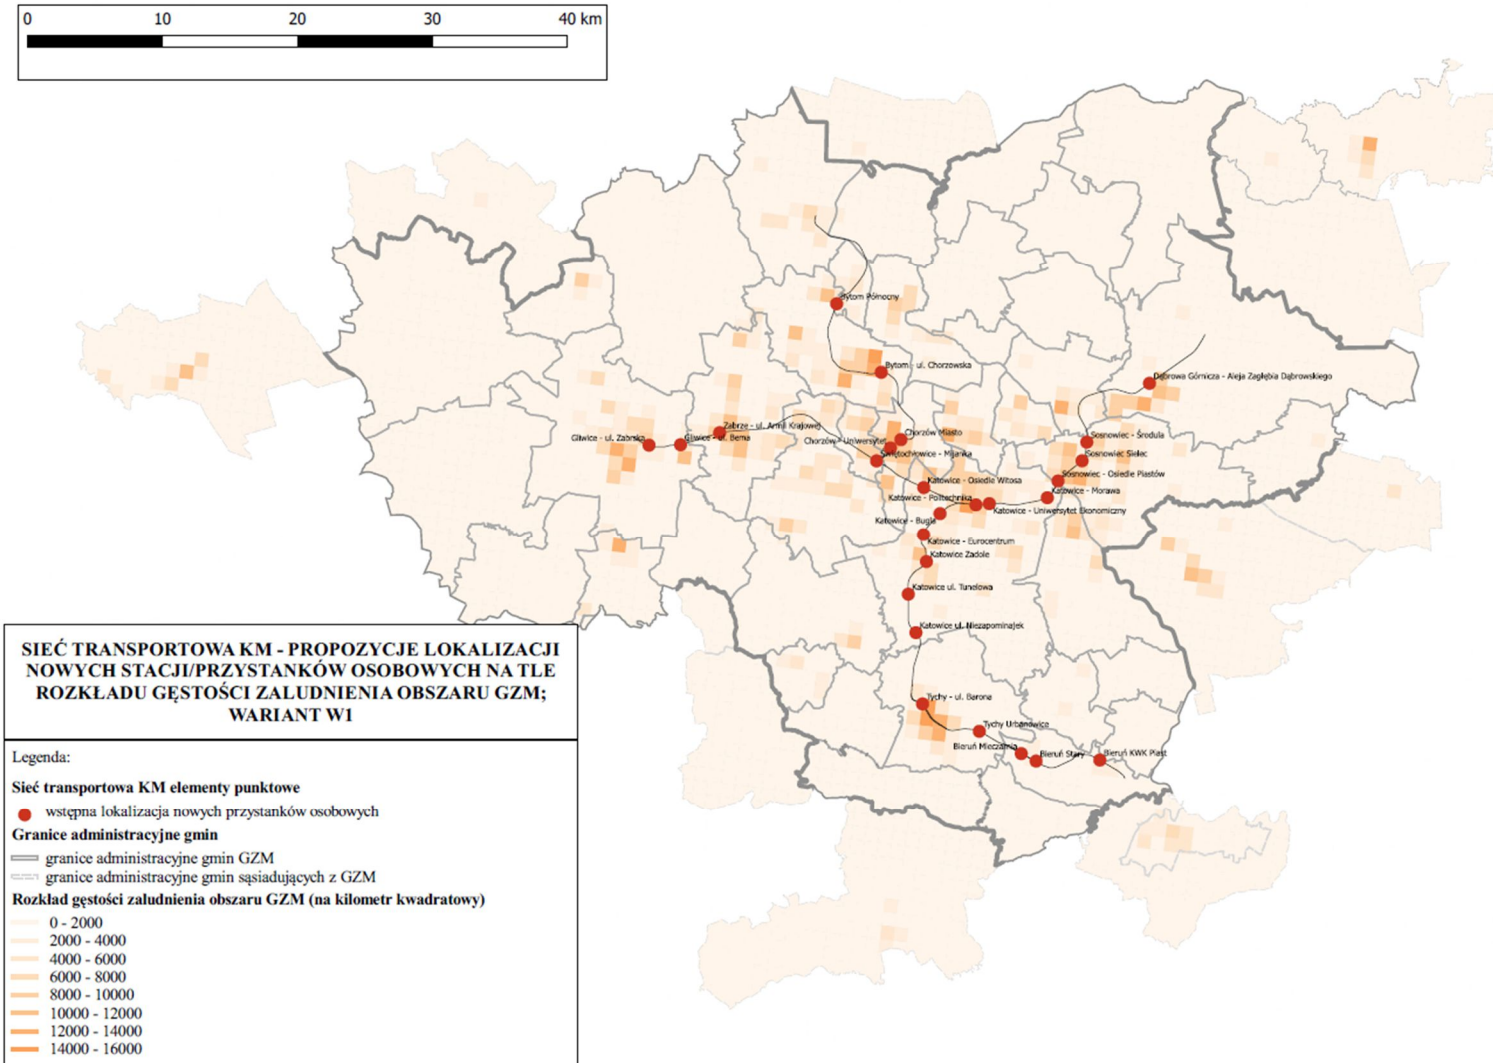 0 10 20 30 40 km
Bytom Północny
Bytom - ul. Chorzowska
Dąbrowa Górnicza - Aleja Zagłębia Dąbrowskiego
Zabrze - ul. Armii Krajowej
Gliwice - ul. Zabrska
Gliwice - ul. Bema
Chorzów Miasto
Chorzów - Uniwersytet
Świętochłowice - Mijanka
Sosnowiec - Środula
Sosnowiec Sielec
Sosnowiec - Osiedle Piastów
Katowice - Osiedle Witosa
Katowice - Morawa
Katowice - Politechnika
Katowice - Uniwersytet Ekonomiczny
Katowice - Bugla
Katowice - Eurocentrum
Katowice Zadole
Katowice ul. Tunelowa
Katowice ul. Niezapominajek
Tychy - ul. Barona
Tychy Urbanowice
Bieruń Mleczarnia
Bieruń Stary
Bieruń KWK Piast
SIEĆ TRANSPORTOWA KM - PROPOZYCJE LOKALIZACJI
NOWYCH STACJI/PRZYSTANKÓW OSOBOWYCH NA TLE
ROZKŁADU GĘSTOŚCI ZALUDNIENIA OBSZARU GZM;
WARIANT W1
Legenda:
Sieć transportowa KM elementy punktowe
wstępna lokalizacja nowych przystanków osobowych
Granice administracyjne gmin
granice administracyjne gmin GZM
granice administracyjne gmin sąsiadujących z GZM
Rozkład gęstości zaludnienia obszaru GZM (na kilometr kwadratowy)
0 - 2000
2000 - 4000
4000 - 6000
6000 - 8000
8000 - 10000
10000 - 12000
12000 - 14000
14000 - 16000